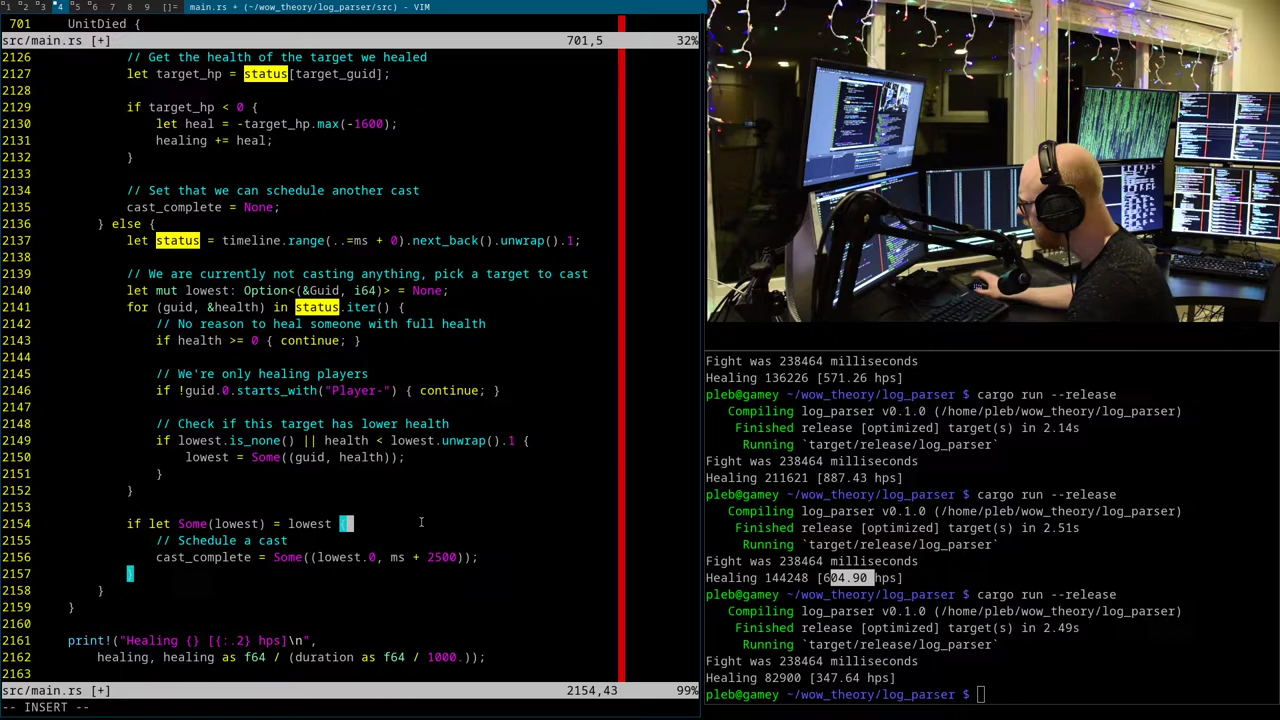 1 2 3 4 5 6 7 8 9 []= main.rs + (~/wow_theory/log_parser/src) - VIM
701 UnitDied {
src/main.rs [+] 701,5 32%
2126 // Get the health of the target we healed
2127 let target_hp = status[target_guid];
2128
2129 if target_hp < 0 {
2130 let heal = -target_hp.max(-1600);
2131 healing += heal;
2132 }
2133
2134 // Set that we can schedule another cast
2135 cast_complete = None;
2136 } else {
2137 let status = timeline.range(..=ms + 0).next_back().unwrap().1;
2138
2139 // We are currently not casting anything, pick a target to cast
2140 let mut lowest: Option<(&Guid, i64)> = None;
2141 for (guid, &health) in status.iter() {
2142 // No reason to heal someone with full health
2143 if health >= 0 { continue; }
2144
2145 // We're only healing players
2146 if !guid.0.starts_with("Player-") { continue; }
2147
2148 // Check if this target has lower health
2149 if lowest.is_none() || health < lowest.unwrap().1 {
2150 lowest = Some((guid, health));
2151 }
2152 }
2153
2154 if let Some(lowest) = lowest {
2155 // Schedule a cast
2156 cast_complete = Some((lowest.0, ms + 2500));
2157 }
2158 }
2159 }
2160
2161 print!("Healing {} [{:.2} hps]\n",
2162 healing, healing as f64 / (duration as f64 / 1000.));
2163
src/main.rs [+] 2154,43 99%
-- INSERT --
Fight was 238464 milliseconds
Healing 136226 [571.26 hps]
pleb@gamey ~/wow_theory/log_parser $ cargo run --release
Compiling log_parser v0.1.0 (/home/pleb/wow_theory/log_parser)
Finished release [optimized] target(s) in 2.14s
Running `target/release/log_parser`
Fight was 238464 milliseconds
Healing 211621 [887.43 hps]
pleb@gamey ~/wow_theory/log_parser $ cargo run --release
Compiling log_parser v0.1.0 (/home/pleb/wow_theory/log_parser)
Finished release [optimized] target(s) in 2.51s
Running `target/release/log_parser`
Fight was 238464 milliseconds
Healing 144248 [604.90 hps]
pleb@gamey ~/wow_theory/log_parser $ cargo run --release
Compiling log_parser v0.1.0 (/home/pleb/wow_theory/log_parser)
Finished release [optimized] target(s) in 2.49s
Running `target/release/log_parser`
Fight was 238464 milliseconds
Healing 82900 [347.64 hps]
pleb@gamey ~/wow_theory/log_parser $